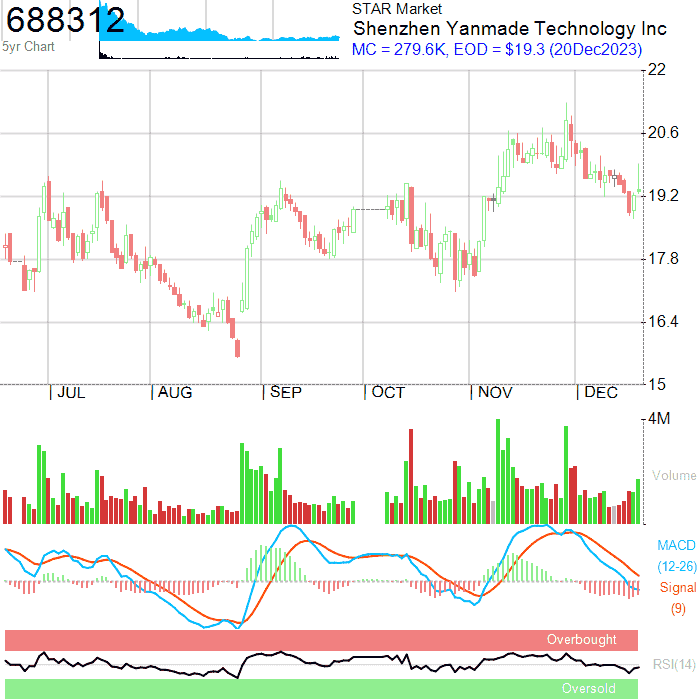 688312
5yr Chart
STAR Market
Shenzhen Yanmade Technology Inc
MC = 279.6K, EOD = $19.3 (20Dec2023)
22
20.6
19.2
17.8
16.4
15
JUL AUG SEP OCT NOV DEC
4M
Volume
MACD
(12-26)
Signal
(9)
Overbought
RSI(14)
Oversold